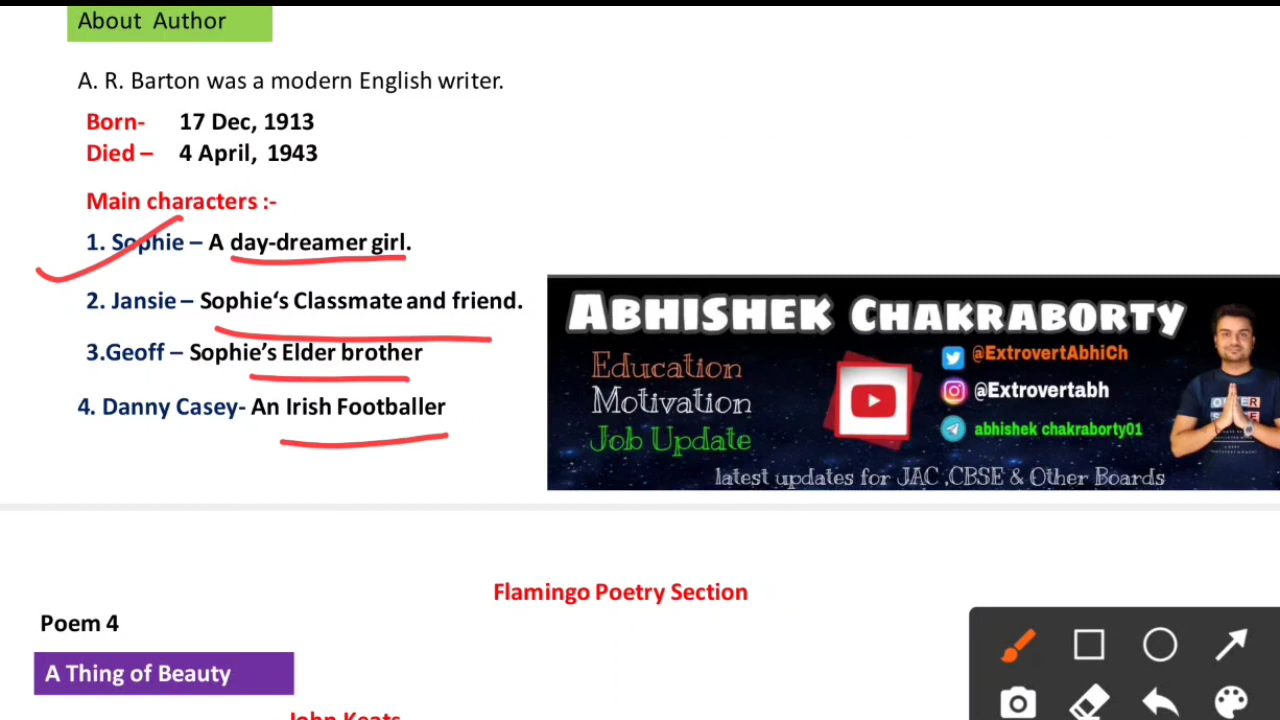 About Author
A. R. Barton was a modern English writer.
Born- 17 Dec, 1913
Died – 4 April, 1943
Main characters :-
1. Sophie – A day-dreamer girl.
2. Jansie – Sophie‘s Classmate and friend.
3.Geoff – Sophie’s Elder brother
4. Danny Casey- An Irish Footballer
ABHISHEK CHAKRABORTY
Education
Motivation
Job Update
@ExtrovertAbhiCh
@Extrovertabh
abhishek chakraborty01
latest updates for JAC ,CBSE & Other Boards
Flamingo Poetry Section
Poem 4
A Thing of Beauty
John Keats